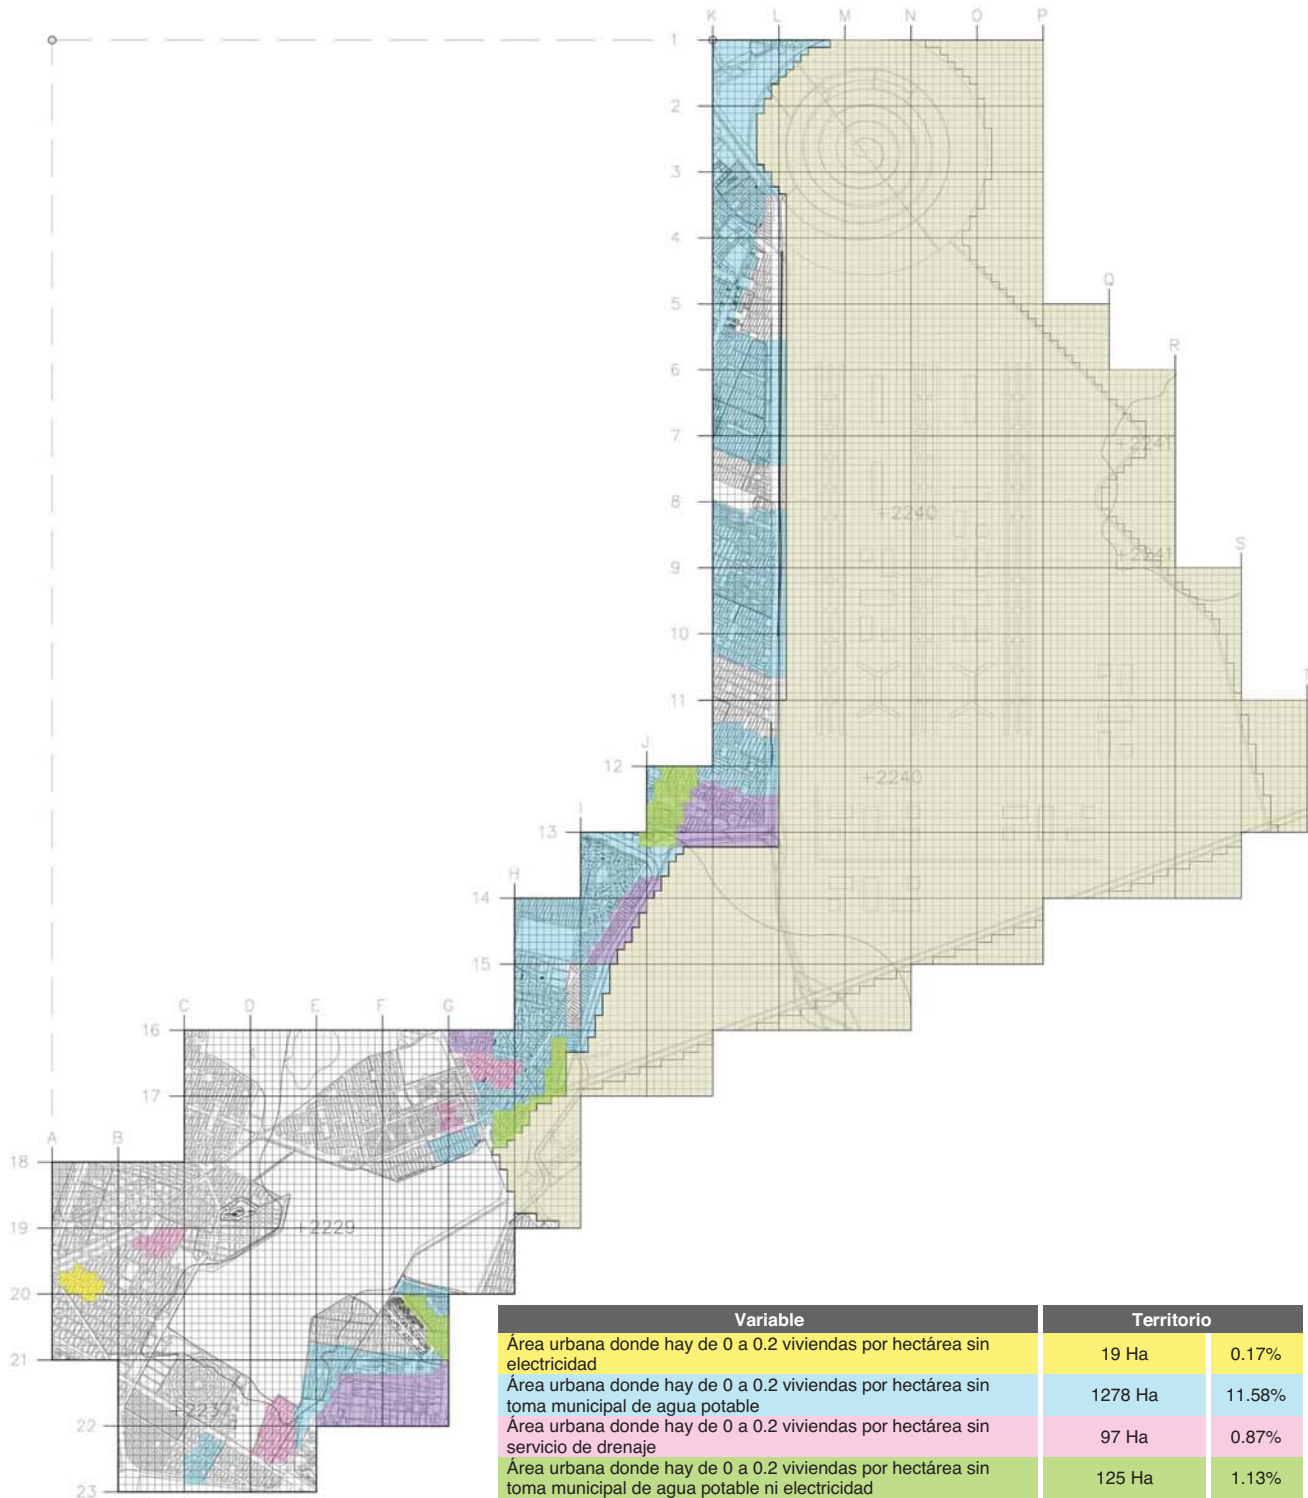 K L M N O P
1
2
3
4
5
Q
6
R
7
+2241
8
+2240
+2241
S
9
10
11
T
J
12
+2240
I
13
H
14
15
C D E F G
16
17
A B
18
19
+2229
20
21
+2237
22
23
Variable Territorio
Área urbana donde hay de 0 a 0.2 viviendas por hectárea sin
electricidad
19 Ha 0.17%
Área urbana donde hay de 0 a 0.2 viviendas por hectárea sin
toma municipal de agua potable
1278 Ha 11.58%
Área urbana donde hay de 0 a 0.2 viviendas por hectárea sin
servicio de drenaje
97 Ha 0.87%
Área urbana donde hay de 0 a 0.2 viviendas por hectárea sin
toma municipal de agua potable ni electricidad
125 Ha 1.13%